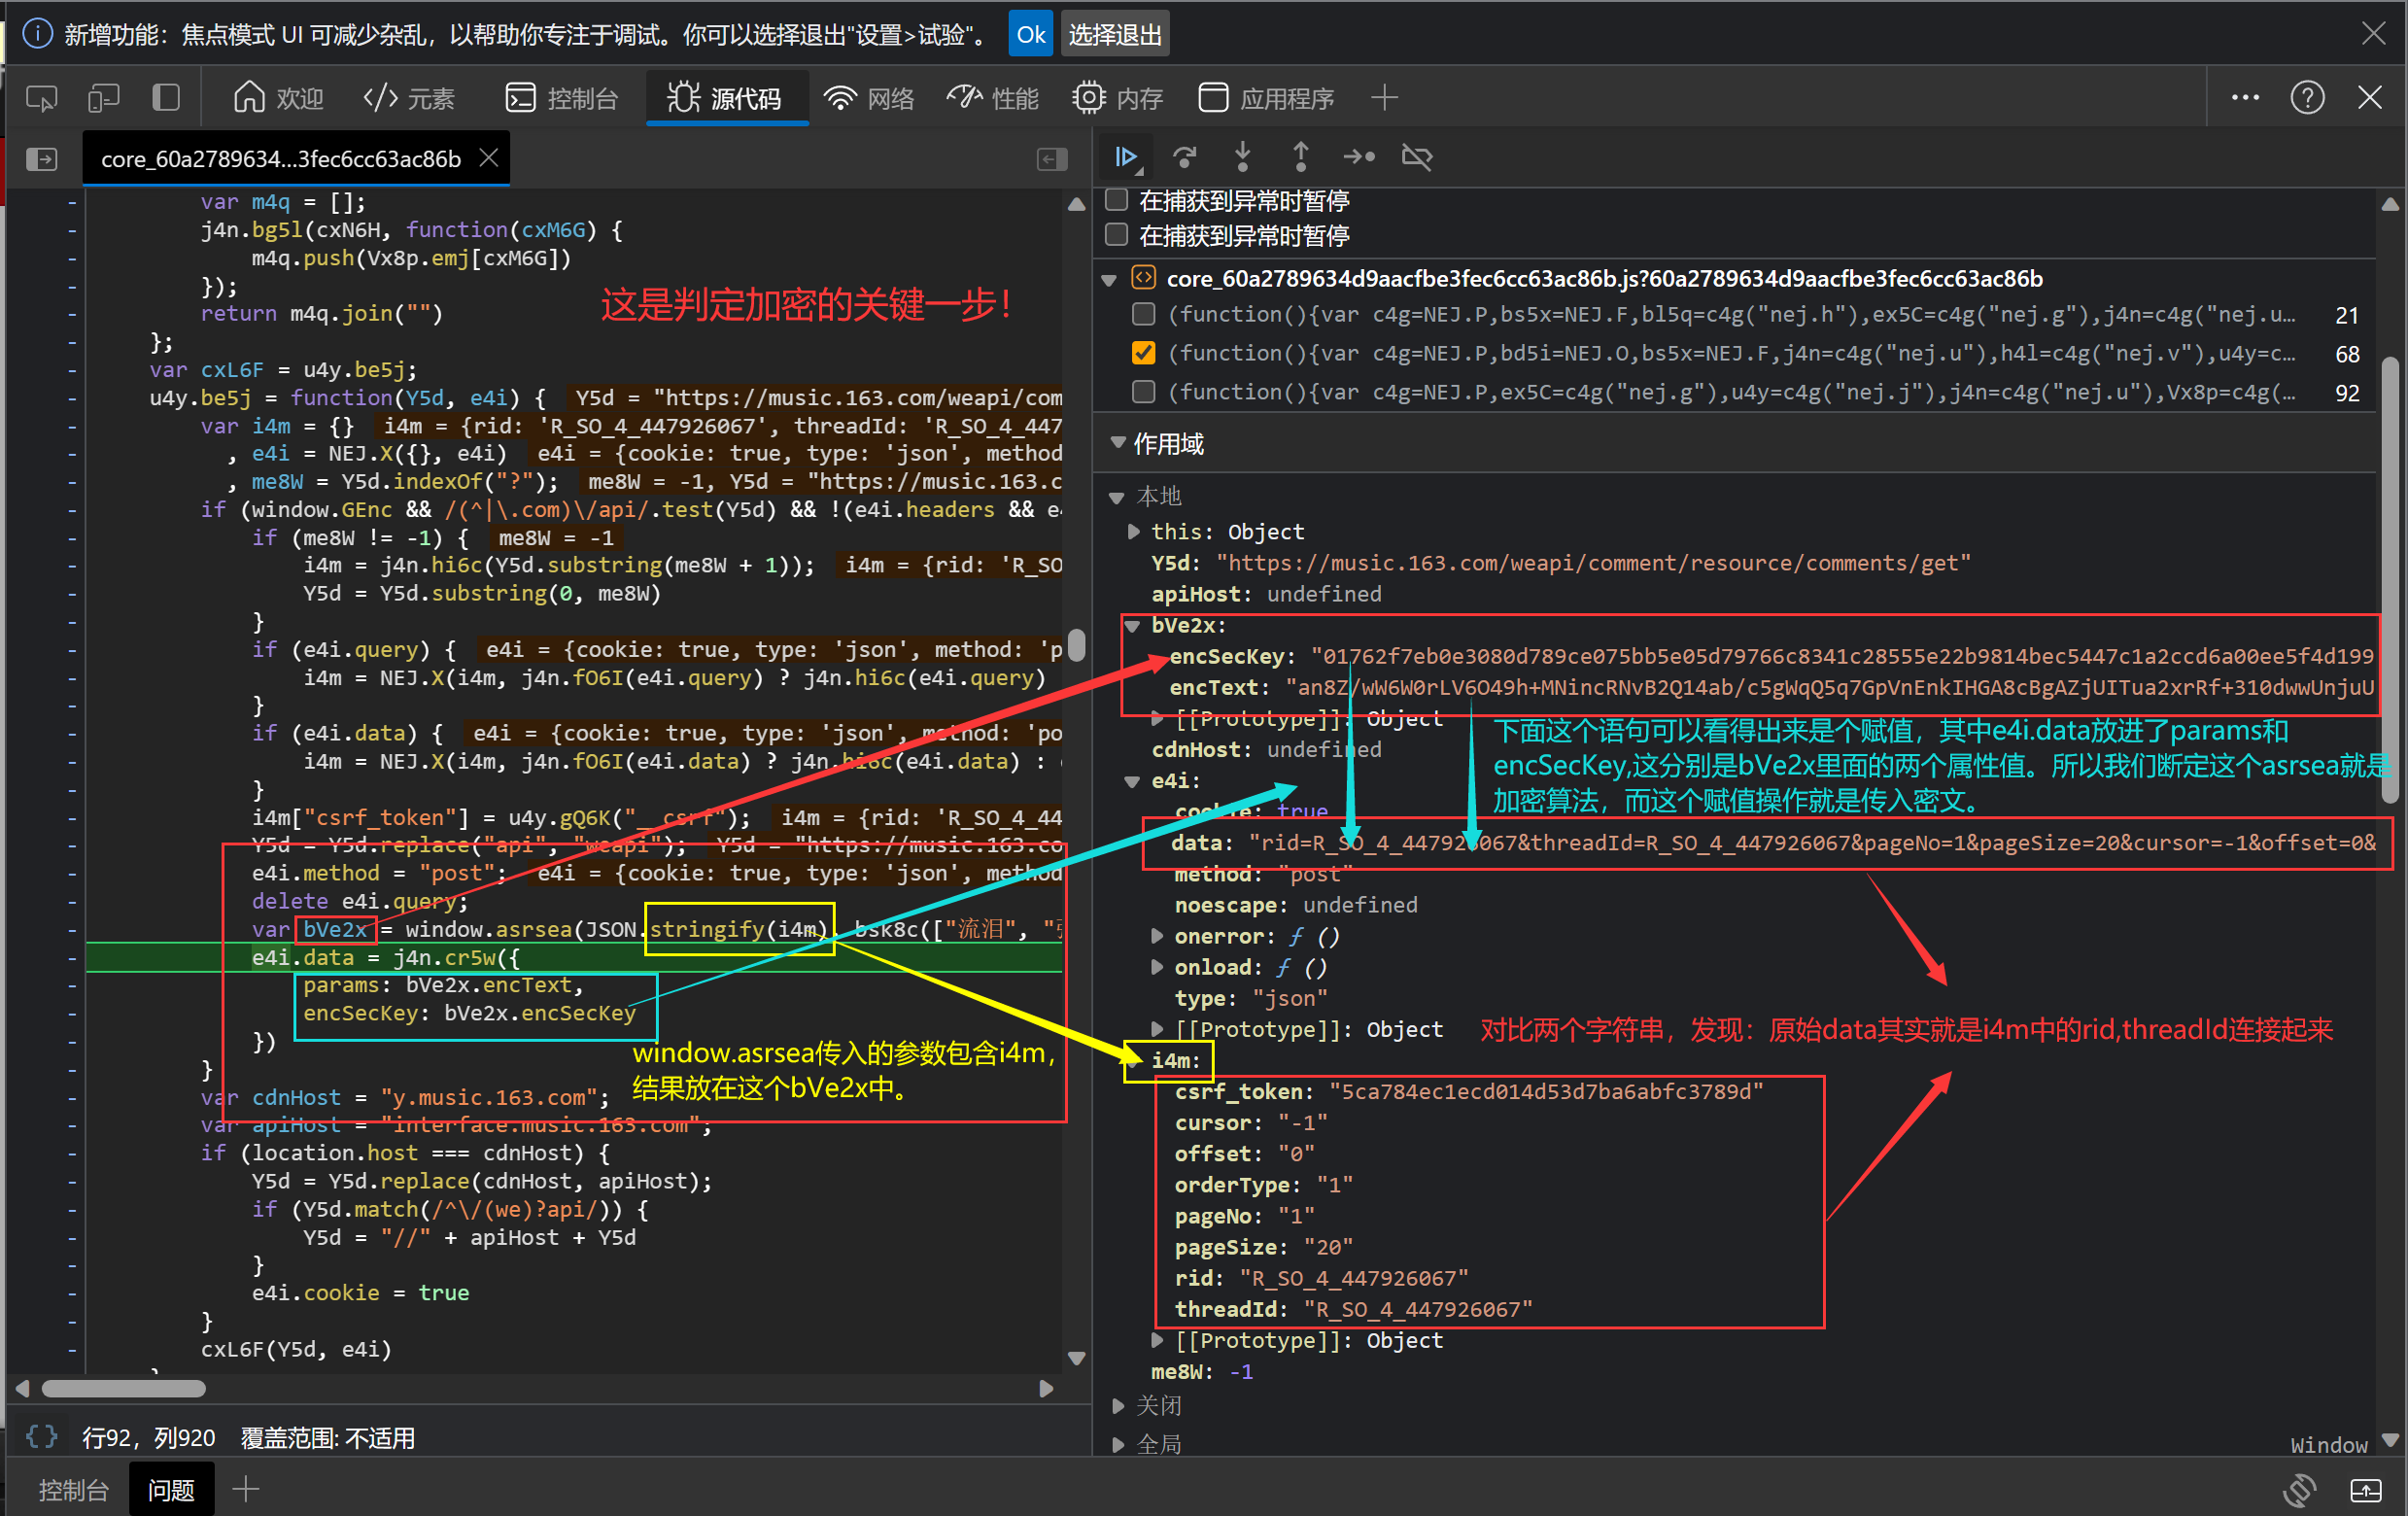 新增功能：焦点模式 UI 可减少杂乱，以帮助你专注于调试。你可以选择退出"设置>试验"。 Ok 选择退出
欢迎 元素 控制台 源代码 网络 性能 内存 应用程序
core_60a2789634...3fec6cc63ac86b
var m4q = [];
j4n.bg5l(cxN6H, function(cxM6G) {
m4q.push(Vx8p.emj[cxM6G])
});
return m4q.join("")
};
这是判定加密的关键一步！
var cxL6F = u4y.be5j;
u4y.be5j = function(Y5d, e4i) { Y5d = "https://music.163.com/weapi/com
var i4m = {} i4m = {rid: 'R_SO_4_447926067', threadId: 'R_SO_4_447
, e4i = NEJ.X({}, e4i) e4i = {cookie: true, type: 'json', method
, me8W = Y5d.indexOf("?"); me8W = -1, Y5d = "https://music.163.c
if (window.GEnc && /(^|\.com)\/api/.test(Y5d) && !(e4i.headers && e4
if (me8W != -1) { me8W = -1
i4m = j4n.hi6c(Y5d.substring(me8W + 1)); i4m = {rid: 'R_SO
Y5d = Y5d.substring(0, me8W)
}
if (e4i.query) { e4i = {cookie: true, type: 'json', method: 'p
i4m = NEJ.X(i4m, j4n.fO6I(e4i.query) ? j4n.hi6c(e4i.query)
}
if (e4i.data) { e4i = {cookie: true, type: 'json', method: 'po
i4m = NEJ.X(i4m, j4n.fO6I(e4i.data) ? j4n.hi6c(e4i.data) :
}
i4m["csrf_token"] = u4y.gQ6K("__csrf"); i4m = {rid: 'R_SO_4_44
Y5d = Y5d.replace("api", "weapi"); Y5d = "https://music.163.co
e4i.method = "post"; e4i = {cookie: true, type: 'json', method
delete e4i.query;
var bVe2x = window.asrsea(JSON.stringify(i4m), bsk8c(["流泪", "
e4i.data = j4n.cr5w({
params: bVe2x.encText,
encSecKey: bVe2x.encSecKey
})
}
window.asrsea传入的参数包含i4m，
结果放在这个bVe2x中。
var cdnHost = "y.music.163.com";
var apiHost = "interface.music.163.com";
if (location.host === cdnHost) {
Y5d = Y5d.replace(cdnHost, apiHost);
if (Y5d.match(/^\/(we)?api/)) {
Y5d = "//" + apiHost + Y5d
}
e4i.cookie = true
}
cxL6F(Y5d, e4i)
{ } 行92，列920 覆盖范围: 不适用
在捕获到异常时暂停
在捕获到异常时暂停
core_60a2789634d9aacfbe3fec6cc63ac86b.js?60a2789634d9aacfbe3fec6cc63ac86b
(function(){var c4g=NEJ.P,bs5x=NEJ.F,bl5q=c4g("nej.h"),ex5C=c4g("nej.g"),j4n=c4g("nej.u… 21
(function(){var c4g=NEJ.P,bd5i=NEJ.O,bs5x=NEJ.F,j4n=c4g("nej.u"),h4l=c4g("nej.v"),u4y=c… 68
(function(){var c4g=NEJ.P,ex5C=c4g("nej.g"),u4y=c4g("nej.j"),j4n=c4g("nej.u"),Vx8p=c4g(… 92
作用域
本地
this: Object
Y5d: "https://music.163.com/weapi/comment/resource/comments/get"
apiHost: undefined
bVe2x:
encSecKey: "01762f7eb0e3080d789ce075bb5e05d79766c8341c28555e22b9814bec5447c1a2ccd6a00ee5f4d199
encText: "an8Z/wW6W0rLV6O49h+MNincRNvB2Q14ab/c5gWqQ5q7GpVnEnkIHGA8cBgAZjUITua2xrRf+310dwwUnjuU
[[Prototype]]: Object
cdnHost: undefined
下面这个语句可以看得出来是个赋值，其中e4i.data放进了params和
encSecKey,这分别是bVe2x里面的两个属性值。所以我们断定这个asrsea就是
加密算法，而这个赋值操作就是传入密文。
e4i:
cookie: true
data: "rid=R_SO_4_447926067&threadId=R_SO_4_447926067&pageNo=1&pageSize=20&cursor=-1&offset=0&
method: "post"
noescape: undefined
onerror: ƒ ()
onload: ƒ ()
type: "json"
[[Prototype]]: Object
对比两个字符串，发现：原始data其实就是i4m中的rid,threadId连接起来
i4m:
csrf_token: "5ca784ec1ecd014d53d7ba6abfc3789d"
cursor: "-1"
offset: "0"
orderType: "1"
pageNo: "1"
pageSize: "20"
rid: "R_SO_4_447926067"
threadId: "R_SO_4_447926067"
[[Prototype]]: Object
me8W: -1
关闭
全局 Window
控制台 问题